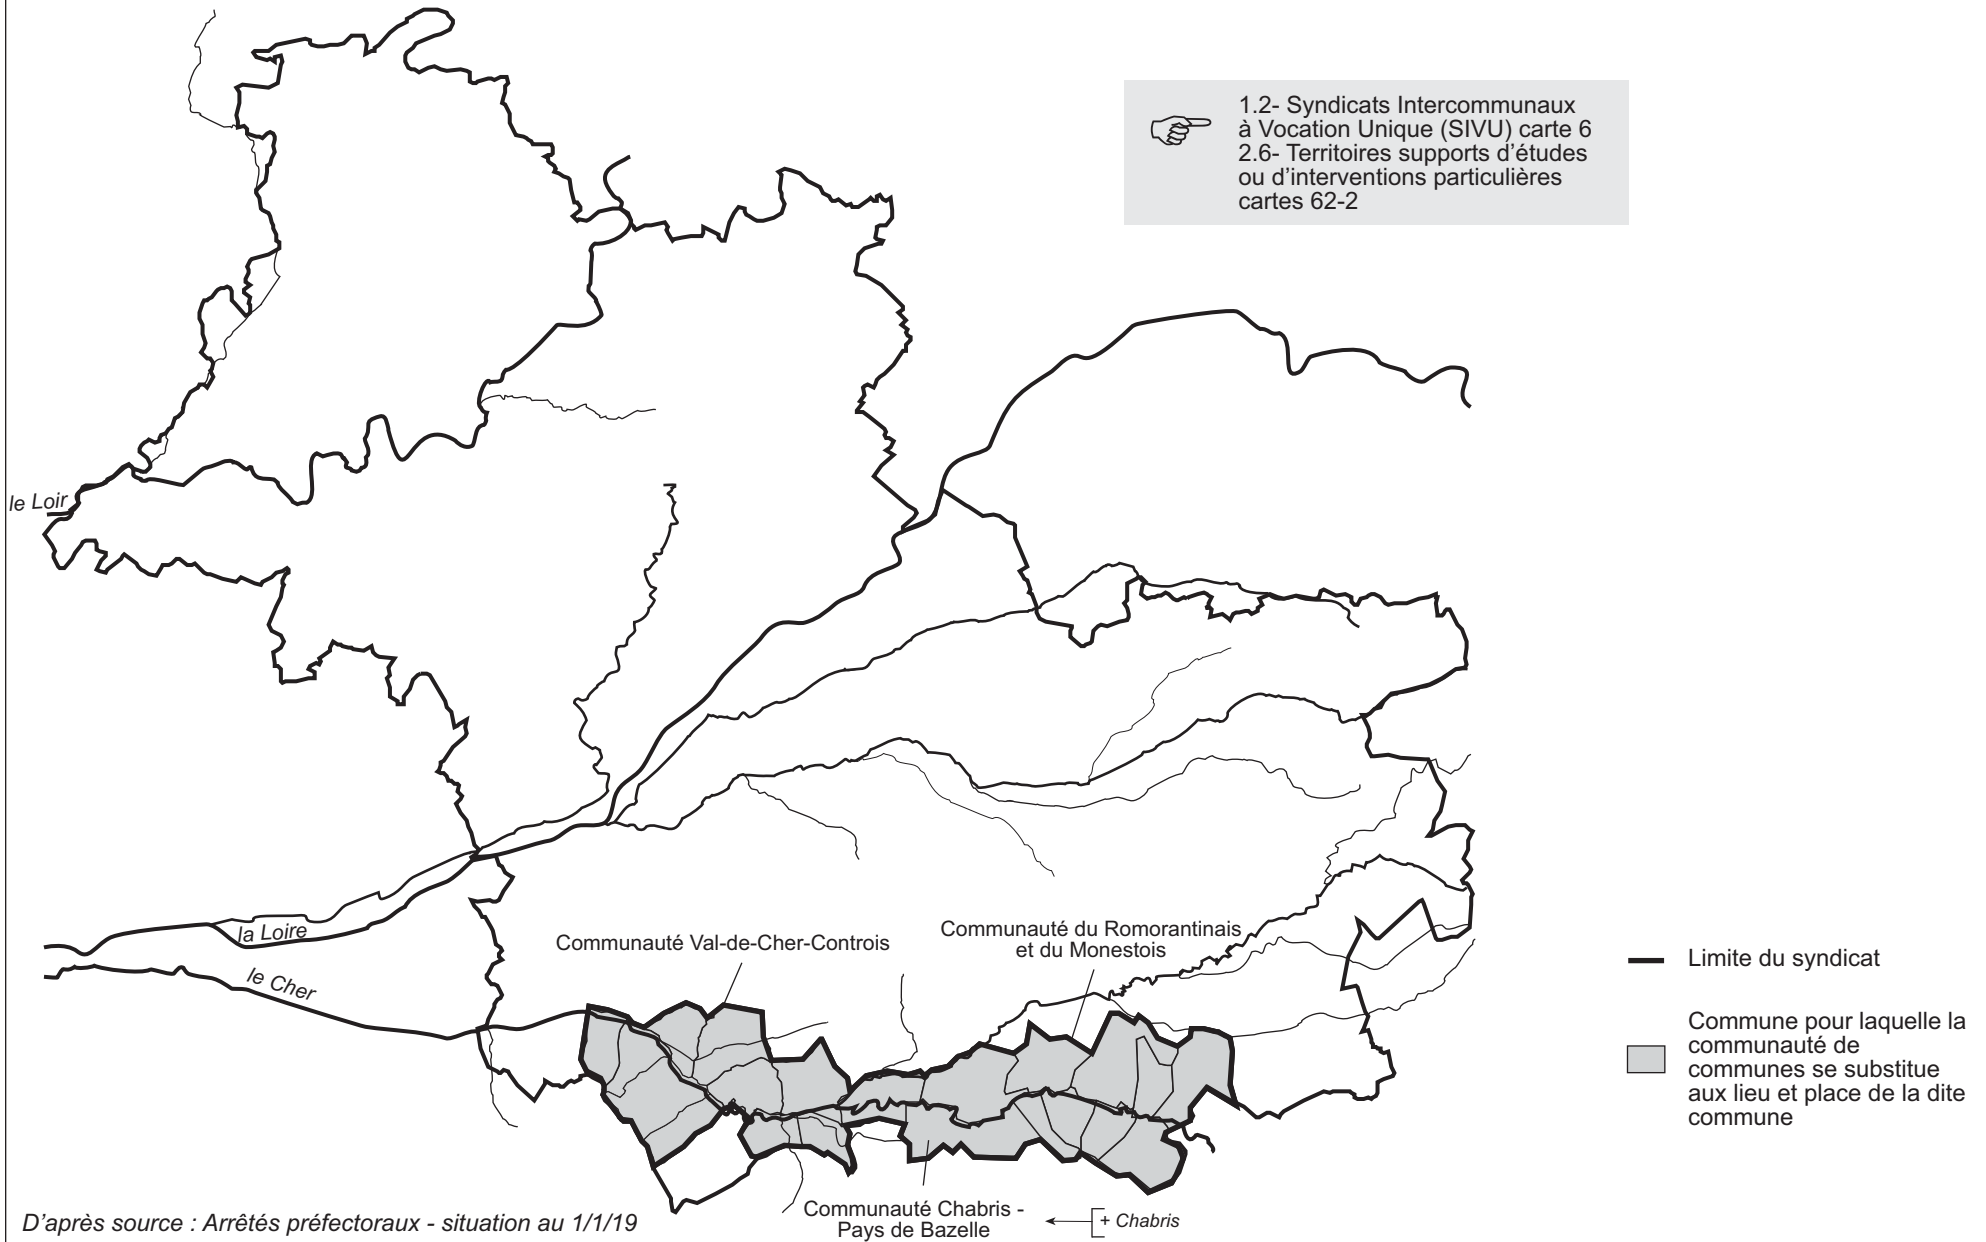 1.2- Syndicats Intercommunaux
à Vocation Unique (SIVU) carte 6
2.6- Territoires supports d'études
ou d'interventions particulières
cartes 62-2
le Loir
la Loire
le Cher
Communauté Val-de-Cher-Controis
Communauté du Romorantinais
et du Monestois
Limite du syndicat
Commune pour laquelle la
communauté de
communes se substitue
aux lieu et place de la dite
commune
Communauté Chabris -
Pays de Bazelle
+ Chabris
D'après source : Arrêtés préfectoraux - situation au 1/1/19